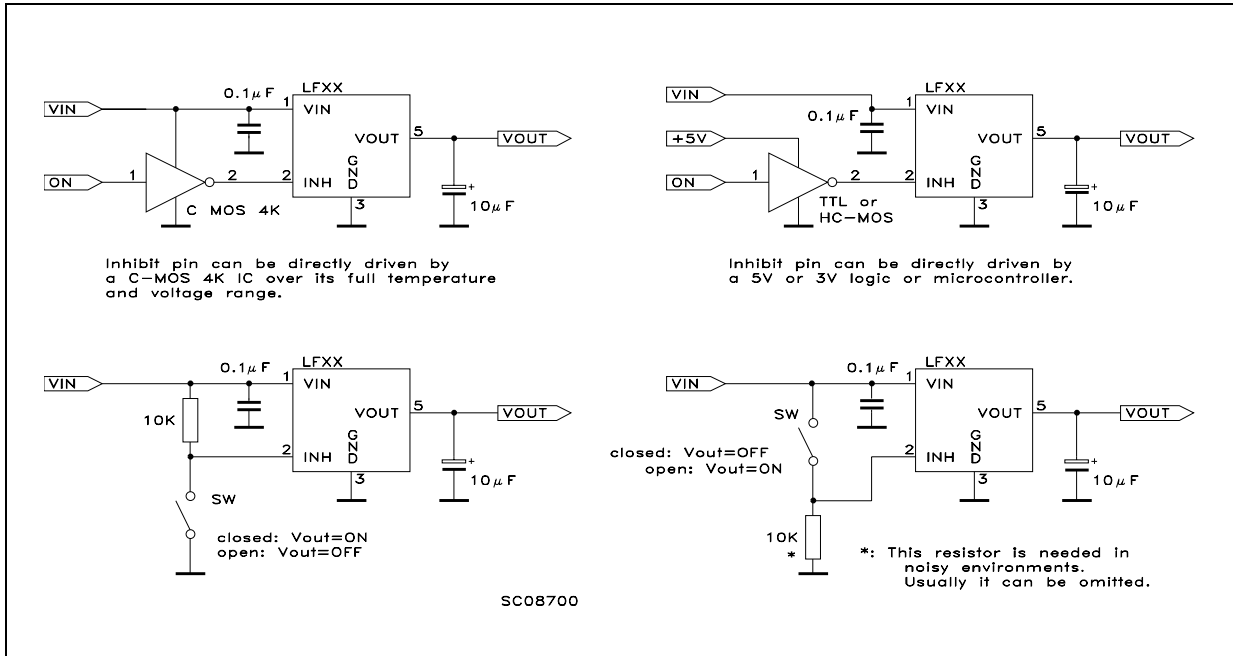 LFXX
VIN
0.1μF
1
VIN
VOUT
5
VOUT
GND
ON
1
2
2
INH
C MOS 4K
3
+
10μF
Inhibit pin can be directly driven by
a C-MOS 4K IC over its full temperature
and voltage range.
LFXX
VIN
1
VIN
0.1μF
+5V
VOUT
5
VOUT
GND
ON
1
2
2
INH
TTL or
HC-MOS
3
+
10μF
Inhibit pin can be directly driven by
a 5V or 3V logic or microcontroller.
LFXX
0.1μF
VIN
1
VIN
10K
VOUT
5
VOUT
GND
2
INH
3
+
10μF
SW
closed: Vout=ON
open: Vout=OFF
LFXX
0.1μF
VIN
1
VIN
SW
VOUT
5
VOUT
GND
closed: Vout=OFF
open: Vout=ON
2
INH
3
+
10μF
10K
*
*: This resistor is needed in
noisy environments.
Usually it can be omitted.
SC08700